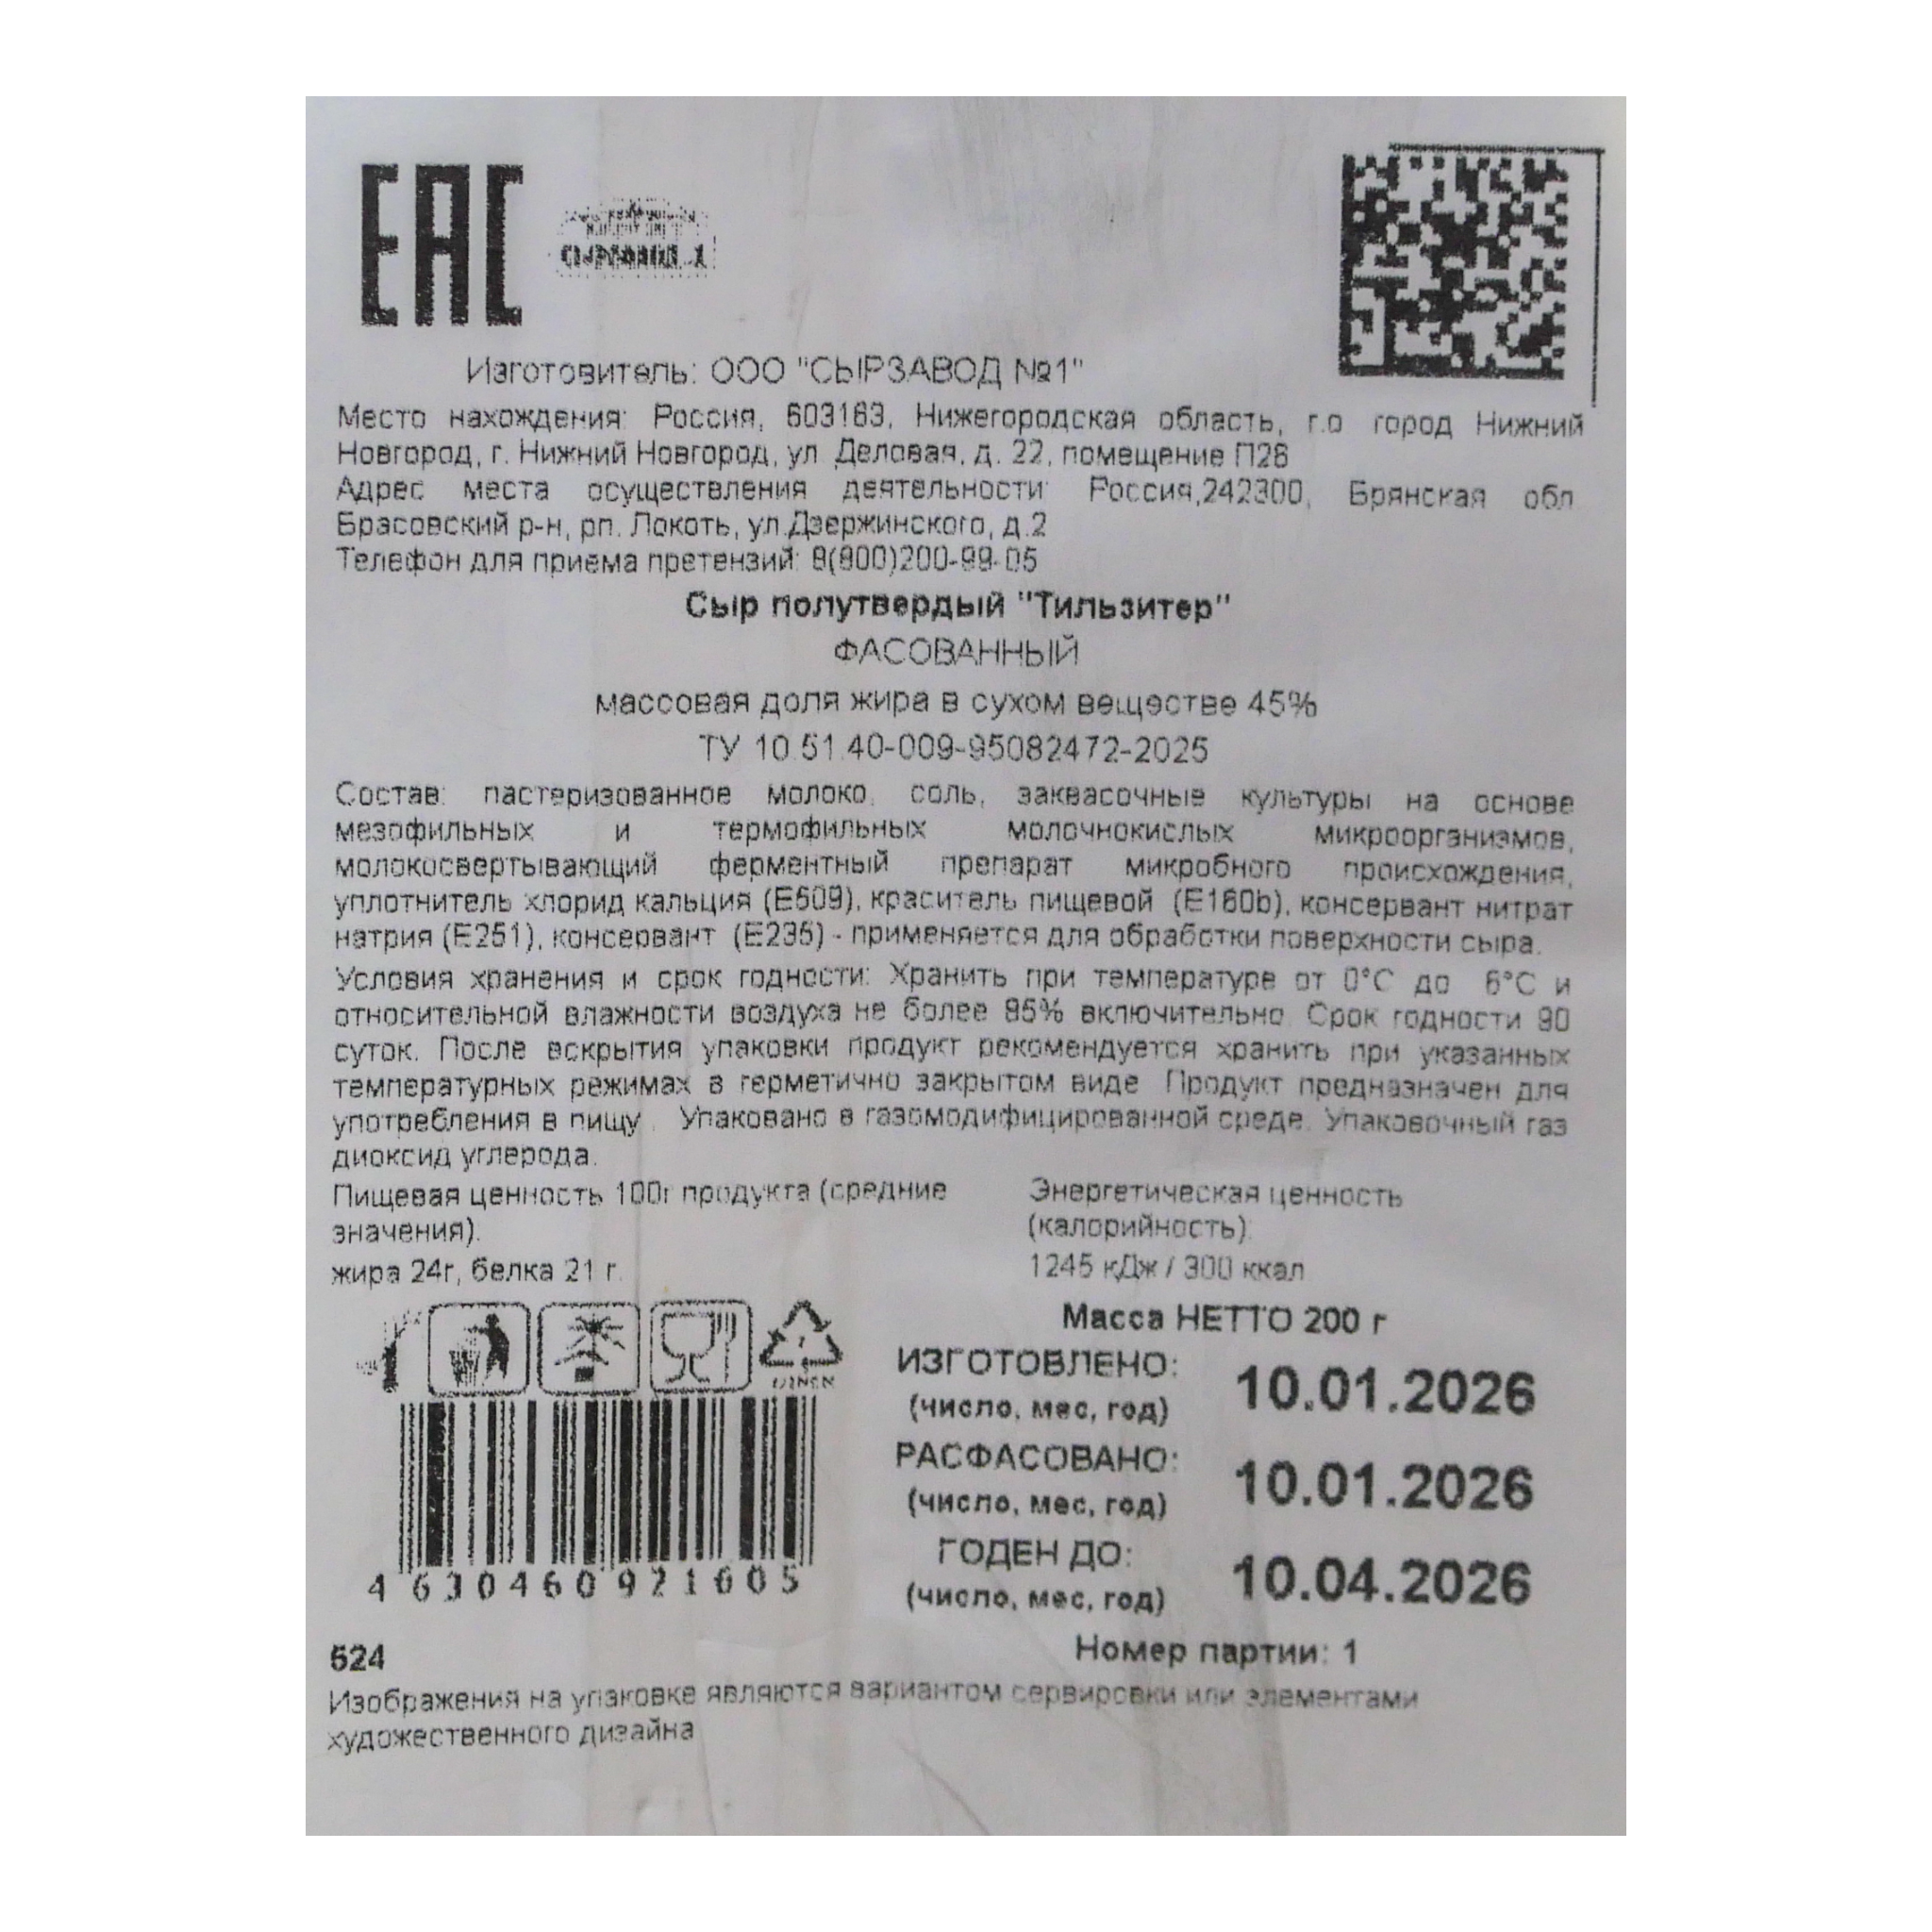 ЕАС
СЫРЗАВОД 1
Изготовитель: ООО "СЫРЗАВОД №1"
Место нахождения: Россия, 603163, Нижегородская область, г.о город Нижний
Новгород, г. Нижний Новгород, ул Деловая, д. 22, помещение П26
Адрес места осуществления деятельности: Россия,242300, Брянская обл.
Брасовский р-н, рп. Локоть, ул.Дзержинского, д.2
Телефон для приема претензий: 8(800)200-99-05
Сыр полутвердый "Тильзитер"
ФАСОВАННЫЙ
массовая доля жира в сухом веществе 45%
ТУ 10.51.40-009-95082472-2025
Состав: пастеризованное молоко, соль, заквасочные культуры на основе
мезофильных и термофильных молочнокислых микроорганизмов,
молокосвертывающий ферментный препарат микробного происхождения,
уплотнитель хлорид кальция (Е509), краситель пищевой (Е160b), консервант нитрат
натрия (Е251), консервант (Е235) - применяется для обработки поверхности сыра.
Условия хранения и срок годности: Хранить при температуре от 0°С до 6°С и
относительной влажности воздуха не более 85% включительно. Срок годности 90
суток. После вскрытия упаковки продукт рекомендуется хранить при указанных
температурных режимах в герметично закрытом виде. Продукт предназначен для
употребления в пищу . Упаковано в газомодифицированной среде. Упаковочный газ
диоксид углерода.
Пищевая ценность 100г продукта (средние
значения).
жира 24г, белка 21 г.
Энергетическая ценность
(калорийность):
1245 кДж / 300 ккал
Масса НЕТТО 200 г
ИЗГОТОВЛЕНО: 10.01.2026
(число, мес, год)
РАСФАСОВАНО: 10.01.2026
(число, мес, год)
ГОДЕН ДО: 10.04.2026
(число, мес, год)
4 630460 921605
524
Номер партии: 1
Изображения на упаковке являются вариантом сервировки или элементами
художественного дизайна